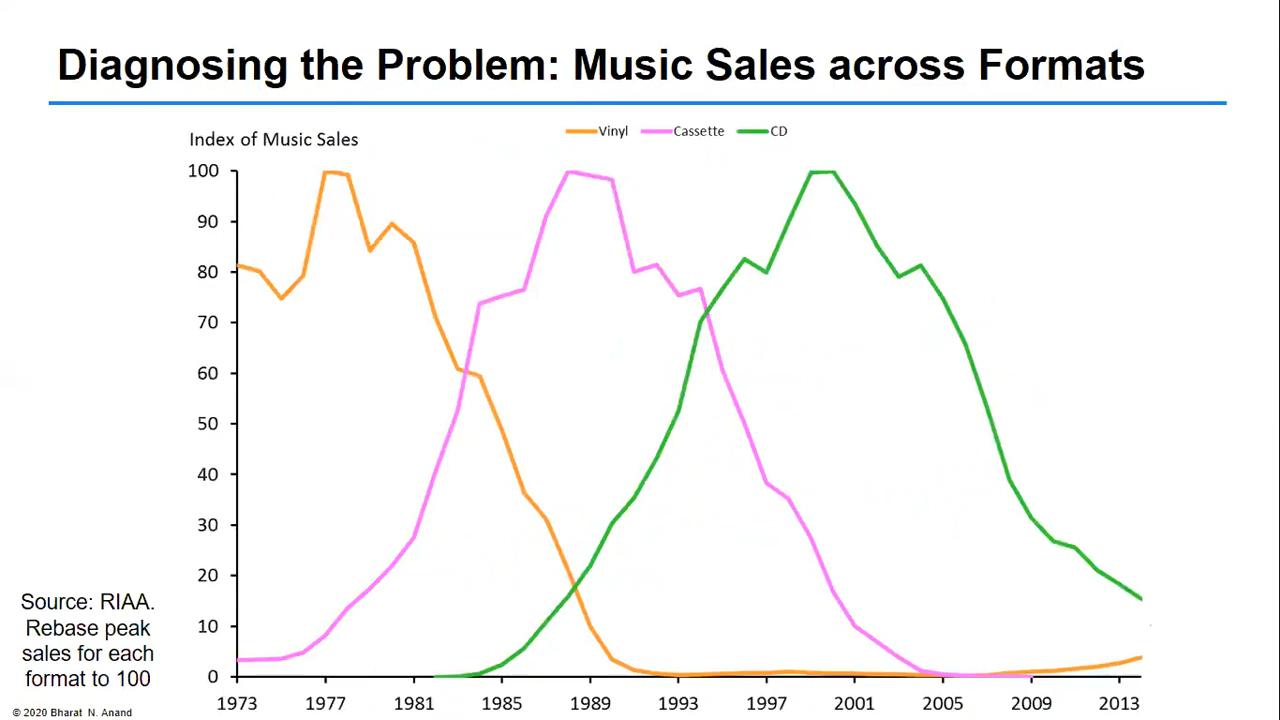 Diagnosing the Problem: Music Sales across Formats
Index of Music Sales
Vinyl
Cassette
CD
100
90
80
70
60
50
40
30
20
10
0
1973
1977
1981
1985
1989
1993
1997
2001
2005
2009
2013
Source: RIAA.
Rebase peak
sales for each
format to 100
© 2020 Bharat N. Anand